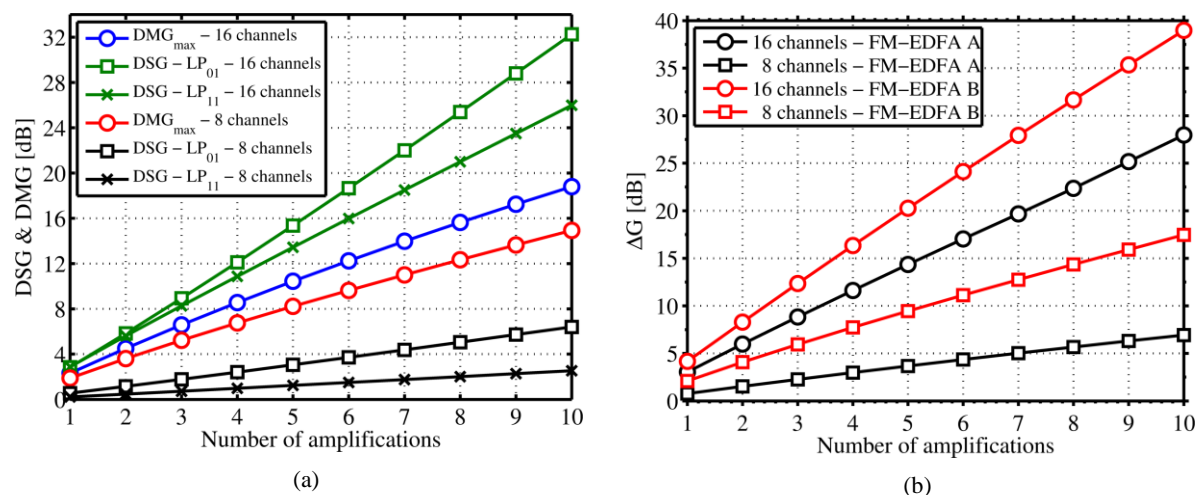 DMGmax – 16 channels
DSG – LP01 – 16 channels
DSG – LP11 – 16 channels
DMGmax – 8 channels
DSG – LP01 – 8 channels
DSG – LP11 – 8 channels
DSG & DMG [dB]
32
28
24
20
16
12
8
4
0
1 2 3 4 5 6 7 8 9 10
Number of amplifications
(a)
16 channels – FM–EDFA A
8 channels – FM–EDFA A
16 channels – FM–EDFA B
8 channels – FM–EDFA B
ΔG [dB]
40
35
30
25
20
15
10
5
0
1 2 3 4 5 6 7 8 9 10
Number of amplifications
(b)